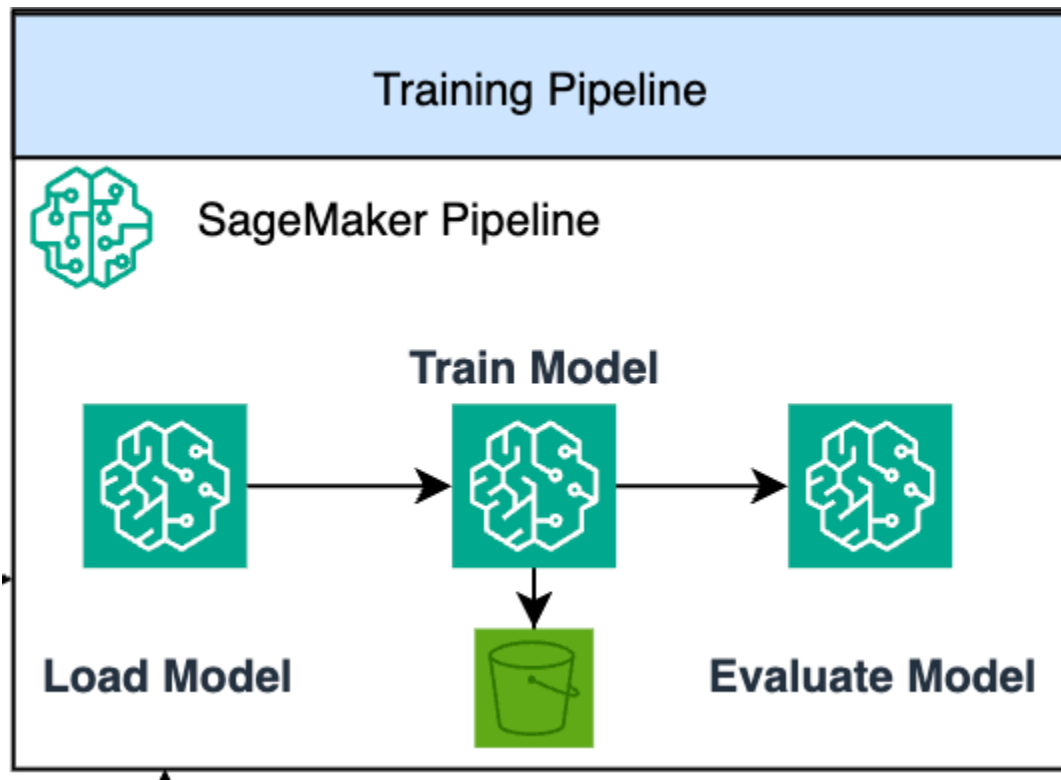 Training Pipeline
SageMaker Pipeline
Train Model
Load Model
Evaluate Model